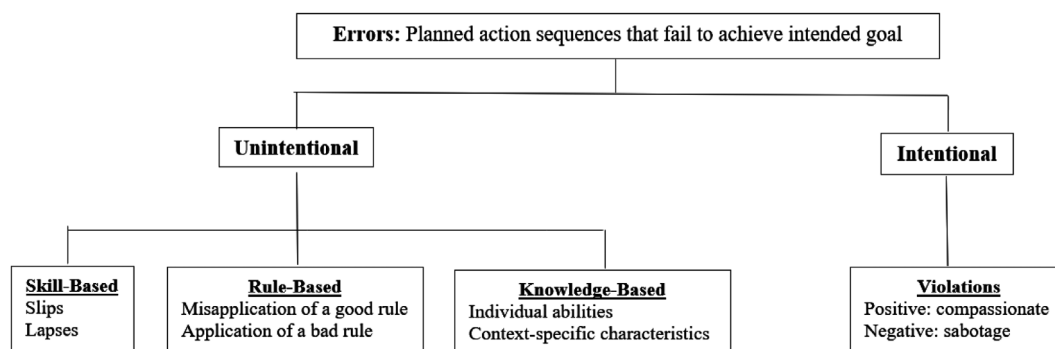 Errors: Planned action sequences that fail to achieve intended goal
Unintentional
Intentional
Skill-Based
Slips
Lapses
Rule-Based
Misapplication of a good rule
Application of a bad rule
Knowledge-Based
Individual abilities
Context-specific characteristics
Violations
Positive: compassionate
Negative: sabotage